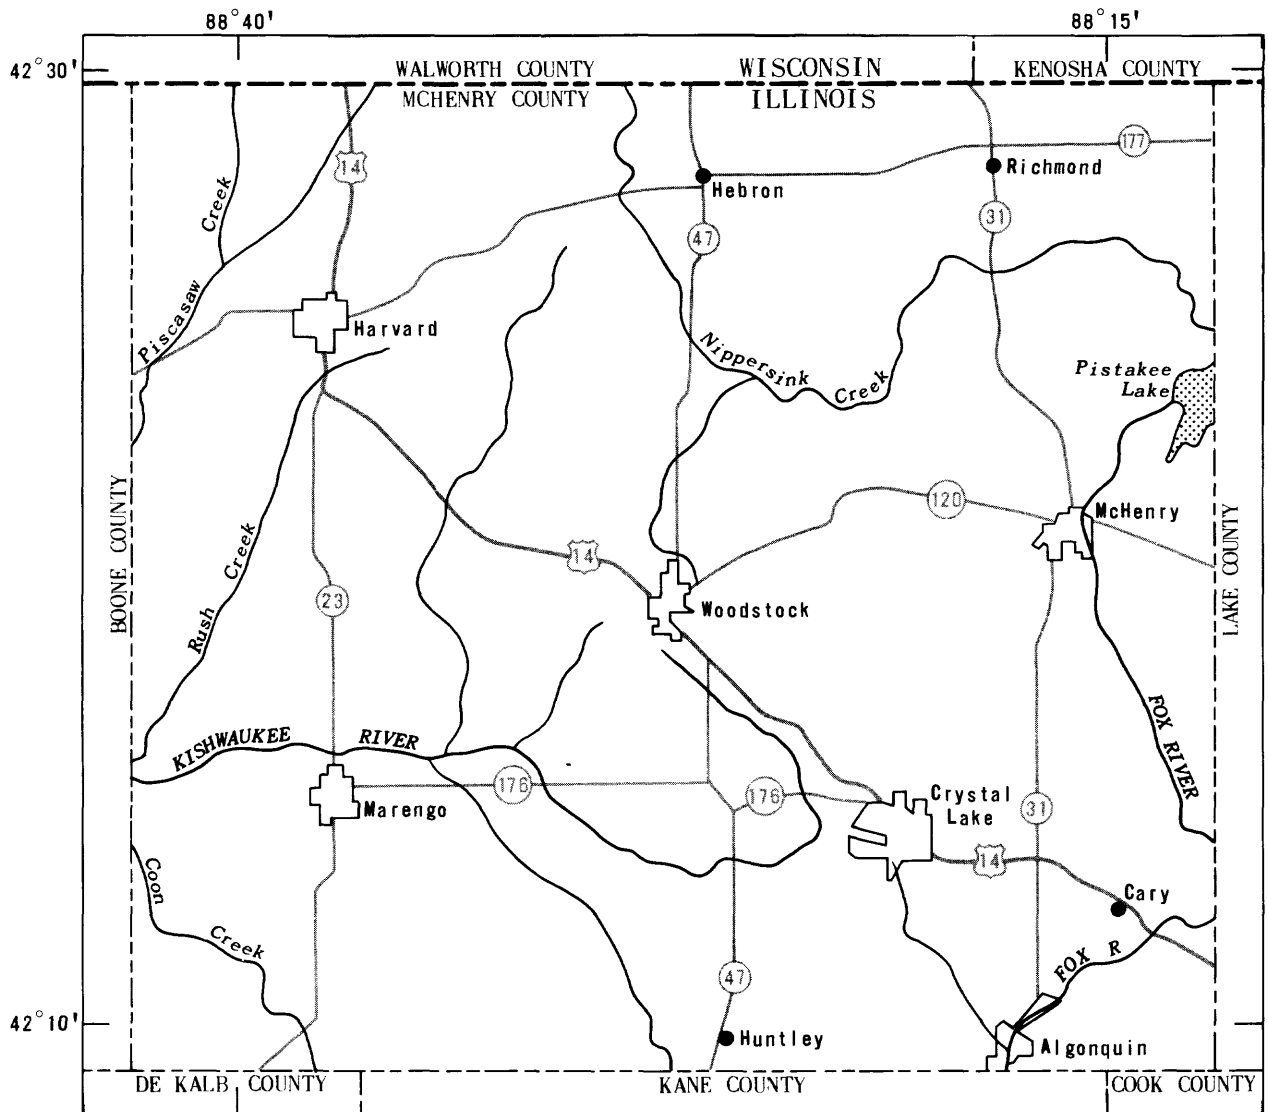 88°40'
88°15'
42°30'
WALWORTH COUNTY
WISCONSIN
KENOSHA COUNTY
MCHENRY COUNTY
ILLINOIS
14
177
Richmond
Hebron
Creek
31
47
Piscasaw
Harvard
Nippersink
Creek
Pistakee
Lake
BOONE COUNTY
120
McHenry
LAKE COUNTY
Rush Creek
14
23
Woodstock
FOX RIVER
KISHWAUKEE RIVER
176
176
Crystal
Lake
31
Marengo
14
Coon
Creek
Cary
FOX R
47
42°10'
Huntley
Algonquin
DE KALB COUNTY
KANE COUNTY
COOK COUNTY